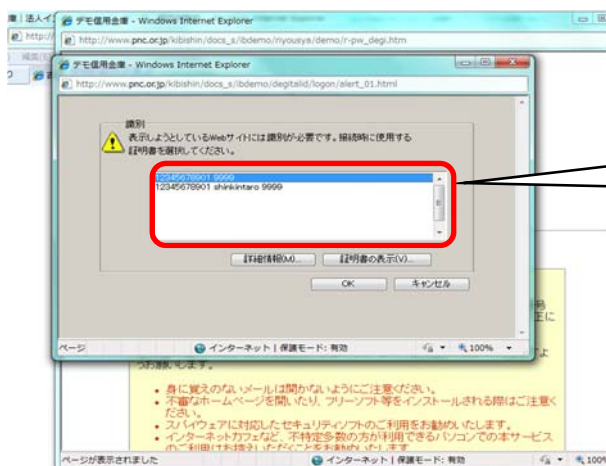 デモ信用金庫 - Windows Internet Explorer
http://www.pnc.or.jp/kibishin/docs_s/ibdemo/riyousya/demo/r-pw_degi.htm
デモ信用金庫 - Windows Internet Explorer
http://www.pnc.or.jp/kibishin/docs_s/ibdemo/degitalid/logon/alert_01.html
識別
表示しようとしているWebサイトには識別が必要です。接続時に使用する
証明書を選択してください。
12345678901 9999
12345678901 shinkintaro 9999
詳細情報(M)... 証明書の表示(V)...
OK キャンセル
ページ インターネット | 保護モード: 有効 100%
• 身に覚えのないメールは開かないようにご注意ください。
• 不審なホームページを開いたり、フリーソフト等をインストールされる際はご注意く
ださい。
• スパイウェアに対応したセキュリティソフトのご利用をお勧めいたします。
• インターネットカフェなど、不特定多数の方が利用できるパソコンでの本サービス
ページが表示されました インターネット | 保護モード: 有効 100%